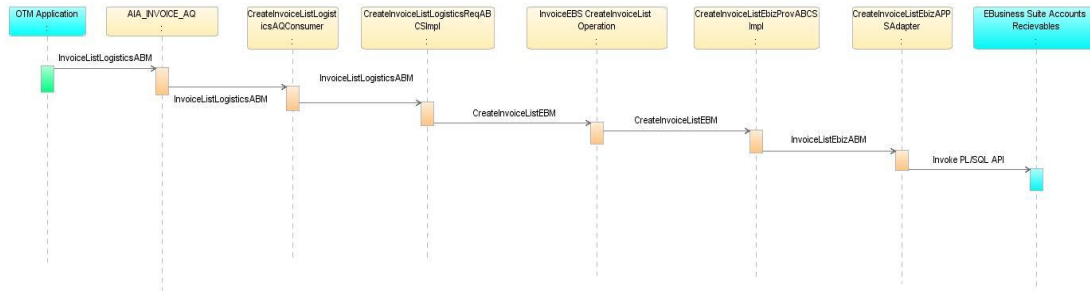 OTM Application
:
AIA_INVOICE_AQ
:
CreateInvoiceListLogist
icsAQConsumer
:
CreateInvoiceListLogisticsReqAB
CSImpl
:
InvoiceEBS CreateInvoiceList
Operation
:
CreateInvoiceListEbizProvABCS
Impl
:
CreateInvoiceListEbizAPP
SAdapter
:
EBusiness Suite Accounts
Recievables
:
InvoiceListLogisticsABM
InvoiceListLogisticsABM
InvoiceListLogisticsABM
CreateInvoiceListEBM
CreateInvoiceListEBM
InvoiceListEbizABM
Invoke PL/SQL API